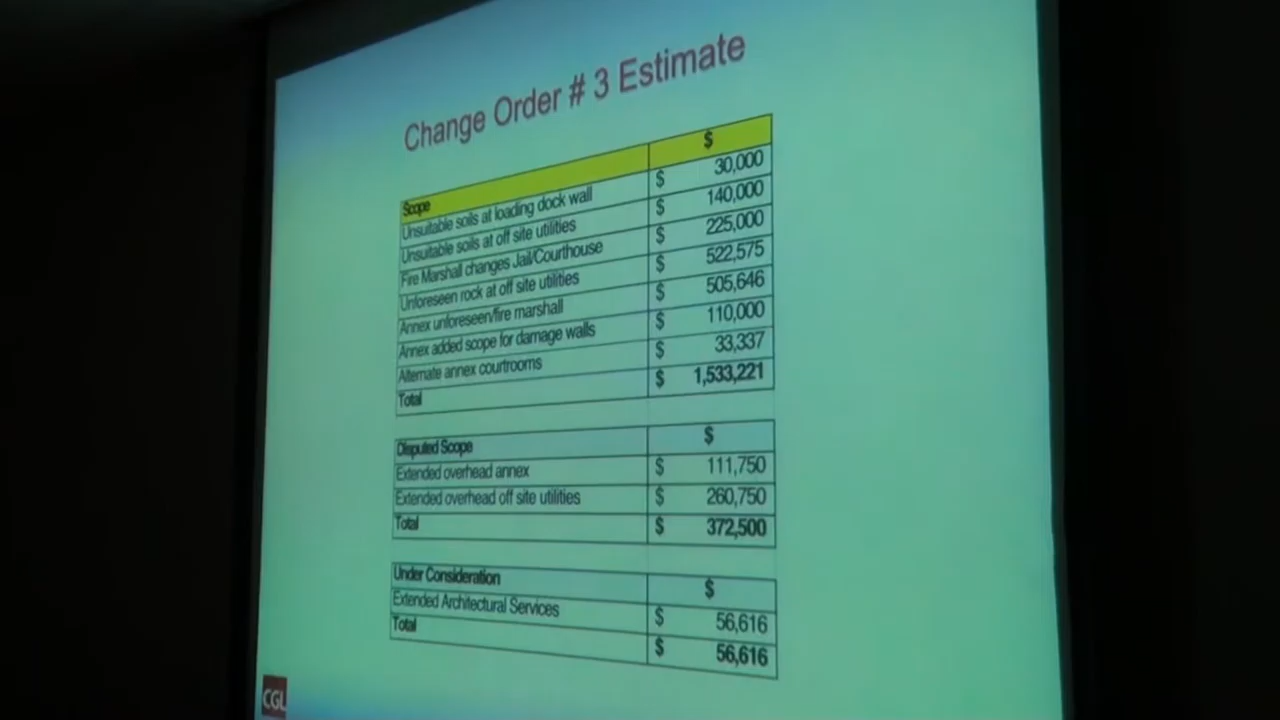 Change Order # 3 Estimate
Scope $
Unsuitable soils at loading dock wall $ 30,000
Unsuitable soils at off site utilities $ 140,000
Fire Marshall changes Jail/Courthouse $ 225,000
Unforeseen rock at off site utilities $ 522,575
Annex unforeseen/fire marshall $ 505,646
Annex added scope for damage walls $ 110,000
Alternate annex courtrooms $ 33,337
Total $ 1,533,221
Disputed Scope $
Extended overhead annex $ 111,750
Extended overhead off site utilities $ 260,750
Total $ 372,500
Under Consideration $
Extended Architectural Services $ 56,616
Total $ 56,616
CGL